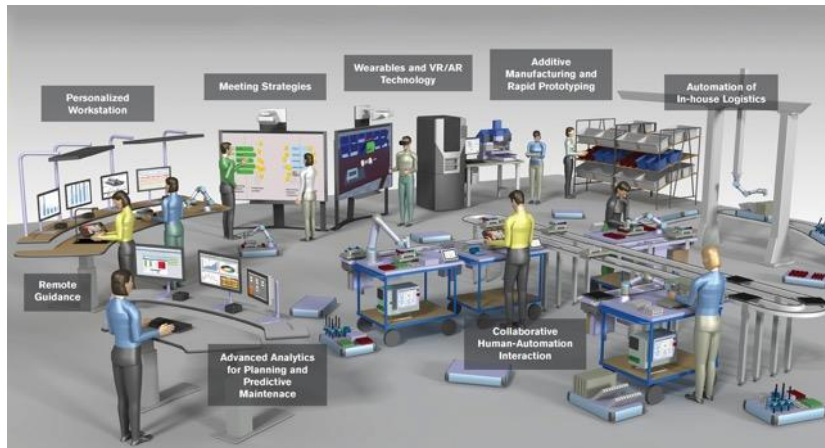 Personalized
Workstation
Meeting Strategies
Wearables and VR/AR
Technology
Additive
Manufacturing and
Rapid Prototyping
Automation of
In-house Logistics
Remote
Guidance
Advanced Analytics
for Planning and
Predictive
Maintenace
Collaborative
Human-Automation
Interaction